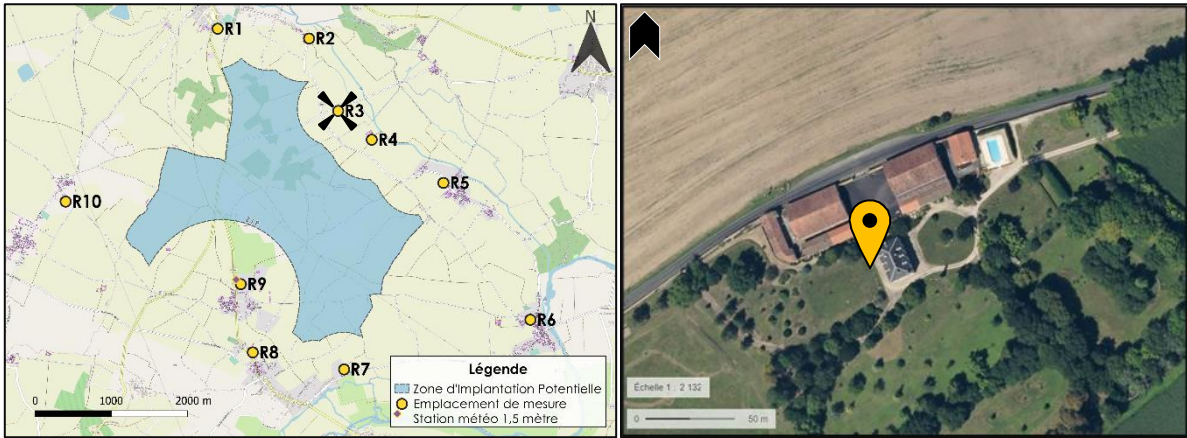 N
R1
R2
R3
R4
R5
R10
R9
R6
R8
R7
Légende
Zone d'Implantation Potentielle
Emplacement de mesure
Station météo 1,5 mètre
0 1000 2000 m
Échelle 1 : 2 132
0 50 m